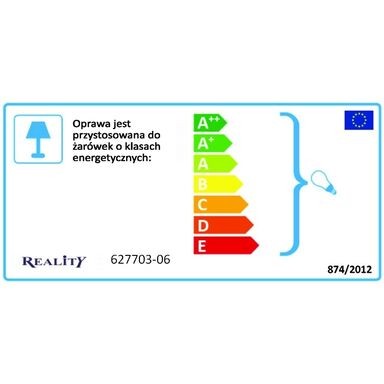 Oprawa jest
przystosowana do
żarówek o klasach
energetycznych:
A++
A+
A
B
C
D
E
REALITY 627703-06
874/2012